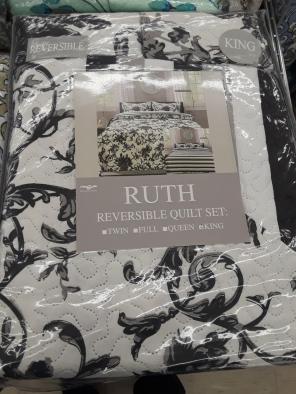 REVERSIBLE
KING
RUTH
REVERSIBLE QUILT SET:
TWIN FULL QUEEN KING